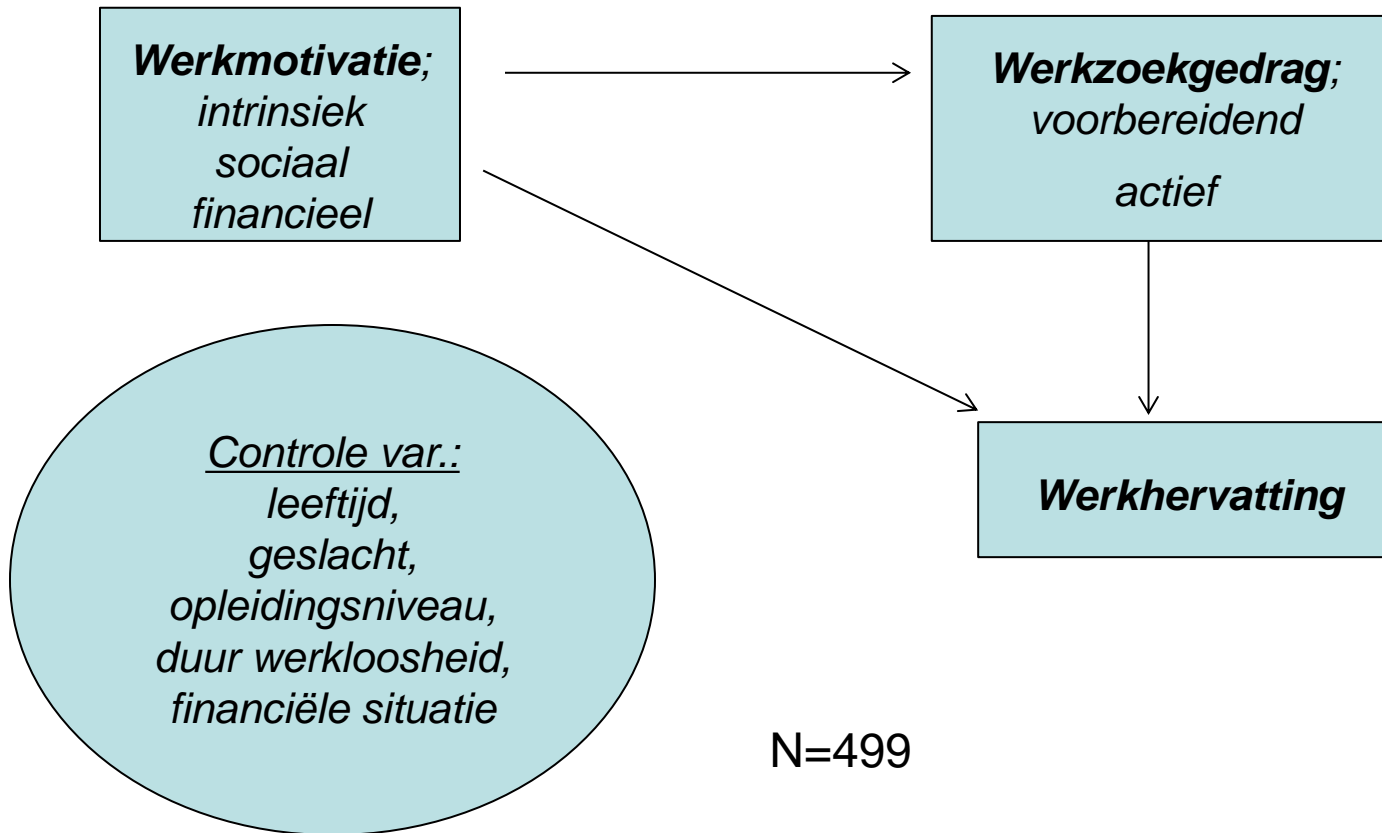 Werkmotivatie;
intrinsiek
sociaal
financieel
Werkzoekgedrag;
voorbereidend
actief
Controle var.:
leeftijd,
geslacht,
opleidingsniveau,
duur werkloosheid,
financiële situatie
Werkhervatting
N=499